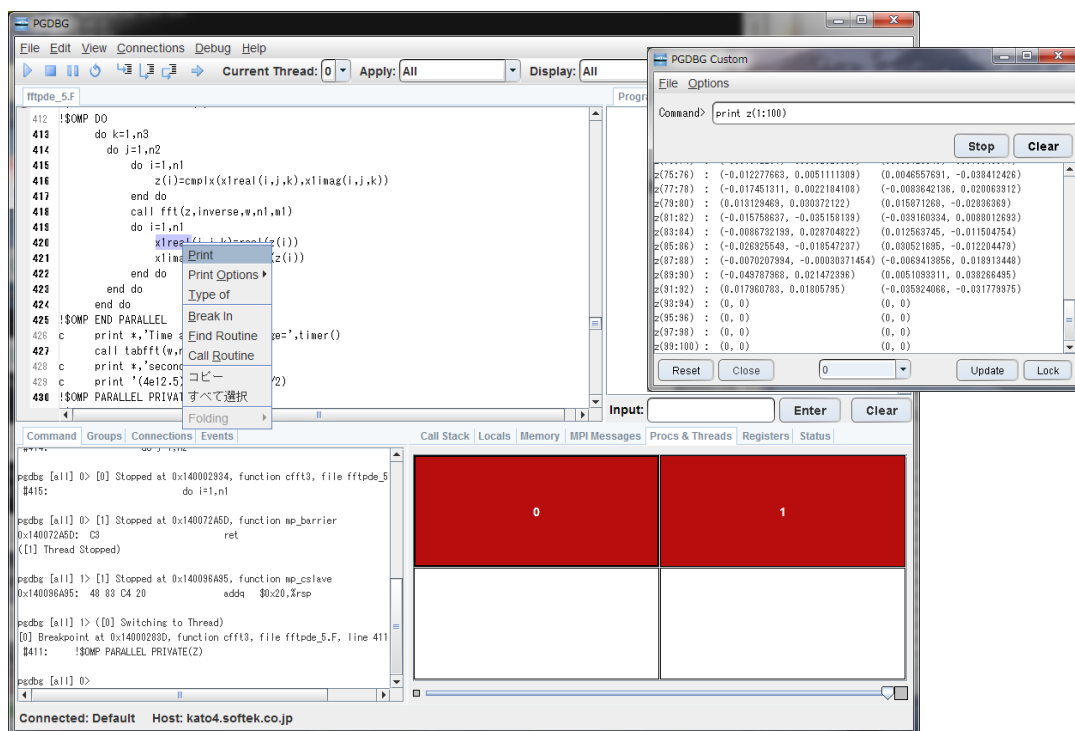 PGDBG
File Edit View Connections Debug Help
Current Thread: 0 Apply: All Display: All
fftpde_5.F
412 !$OMP DO
413 do k=1,n3
414 do j=1,n2
415 do i=1,n1
416 z(i)=cmplx(x1real(i,j,k),x1imag(i,j,k))
417 end do
418 call fft(z,inverse,w,n1,m1)
419 do i=1,n1
420 x1real(i,j,k)=real(z(i))
421 x1ima (z(i))
422 end do
423 end do
424 end do
425 !$OMP END PARALLEL
426 c print *,'Time a ge=',timer()
427 call tabfft(w,n
428 c print *,'second
429 c print '(4e12.5) /2)
430 !$OMP PARALLEL PRIVAT
Print
Print Options
Type of
Break In
Find Routine
Call Routine
コピー
すべて選択
Folding
Progr
PGDBG Custom
File Options
Command> print z(1:100)
Stop Clear
z(75:76) : (-0.012277663, 0.0051111309) (0.0046557691, -0.038412426)
z(77:78) : (-0.017451311, 0.0022184108) (-0.0083642136, 0.020063912)
z(79:80) : (0.013129469, 0.030372122) (0.015871268, -0.02836369)
z(81:82) : (-0.015758637, -0.035158139) (-0.039160334, 0.0088012693)
z(83:84) : (-0.0086732199, 0.028704822) (0.012563745, -0.011504754)
z(85:86) : (-0.026925549, -0.018547237) (0.030521695, -0.012204479)
z(87:88) : (-0.0070207994, -0.00030371454) (-0.0069413856, 0.018913448)
z(89:90) : (-0.049787968, 0.021472396) (0.0051099311, 0.038266495)
z(91:92) : (0.017960783, 0.01805795) (-0.035924066, -0.031779975)
z(93:94) : (0, 0) (0, 0)
z(95:96) : (0, 0) (0, 0)
z(97:98) : (0, 0) (0, 0)
z(99:100) : (0, 0) (0, 0)
Reset Close 0 Update Lock
Input: Enter Clear
Command Groups Connections Events
#414: do j=1,n2
pgdbg [all] 0> [0] Stopped at 0x140002934, function cfft3, file fftpde_5
#415: do i=1,n1
pgdbg [all] 0> [1] Stopped at 0x140072A5D, function mp_barrier
0x140072A5D: C3 ret
([1] Thread Stopped)
pgdbg [all] 1> [1] Stopped at 0x140096A95, function mp_cslave
0x140096A95: 48 83 C4 20 addq $0x20,%rsp
pgdbg [all] 1> ([0] Switching to Thread)
[0] Breakpoint at 0x14000283D, function cfft3, file fftpde_5.F, line 411
#411: !$OMP PARALLEL PRIVATE(Z)
pgdbg [all] 0>
Call Stack Locals Memory MPI Messages Procs & Threads Registers Status
0 1
Connected: Default Host: kato4.softek.co.jp